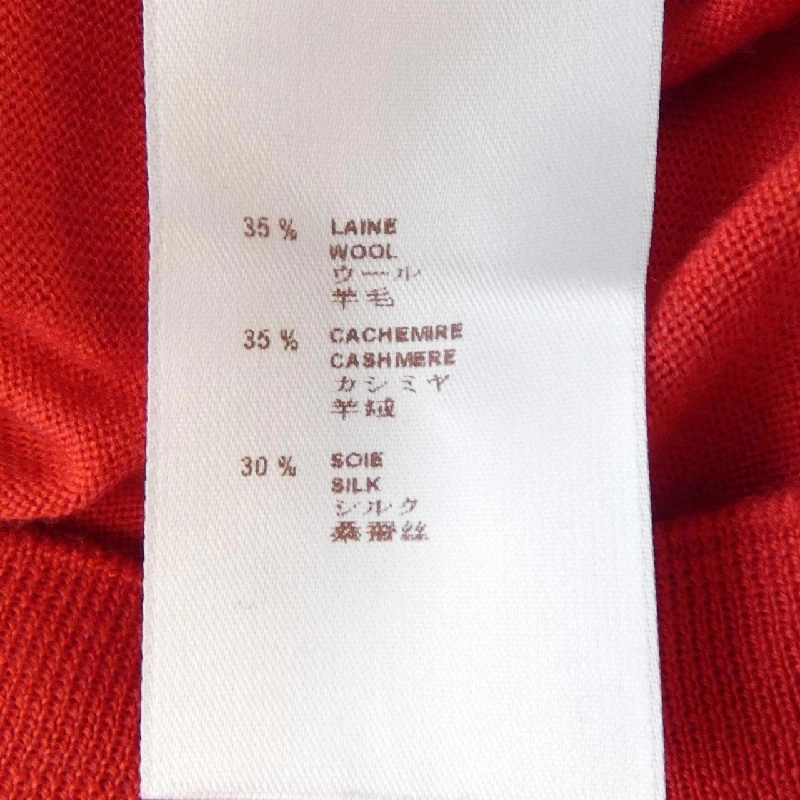 35 % LAINE
WOOL
ウール
羊毛
35 % CACHEMIRE
CASHMERE
カシミヤ
羊绒
30 % SOIE
SILK
シルク
桑蚕丝